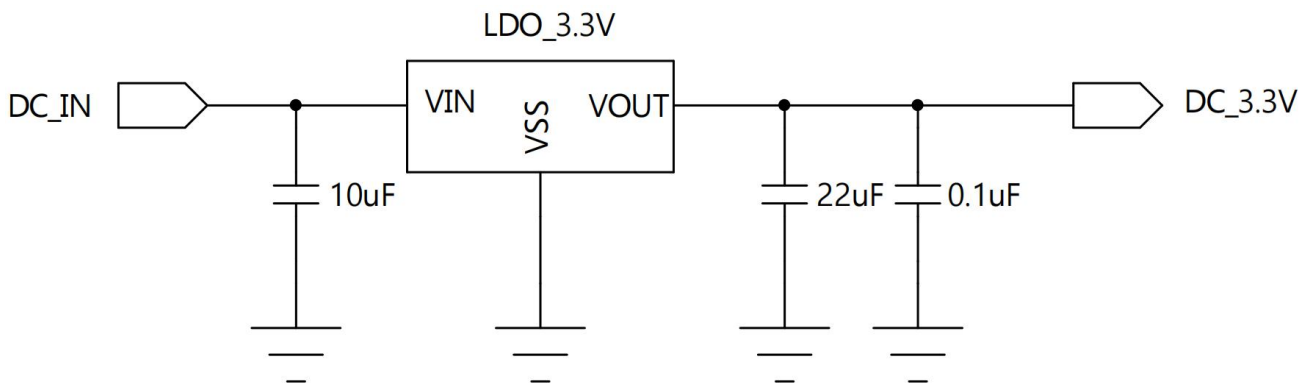 LDO_3.3V
DC_IN
VIN
VSS
VOUT
DC_3.3V
10uF
22uF
0.1uF